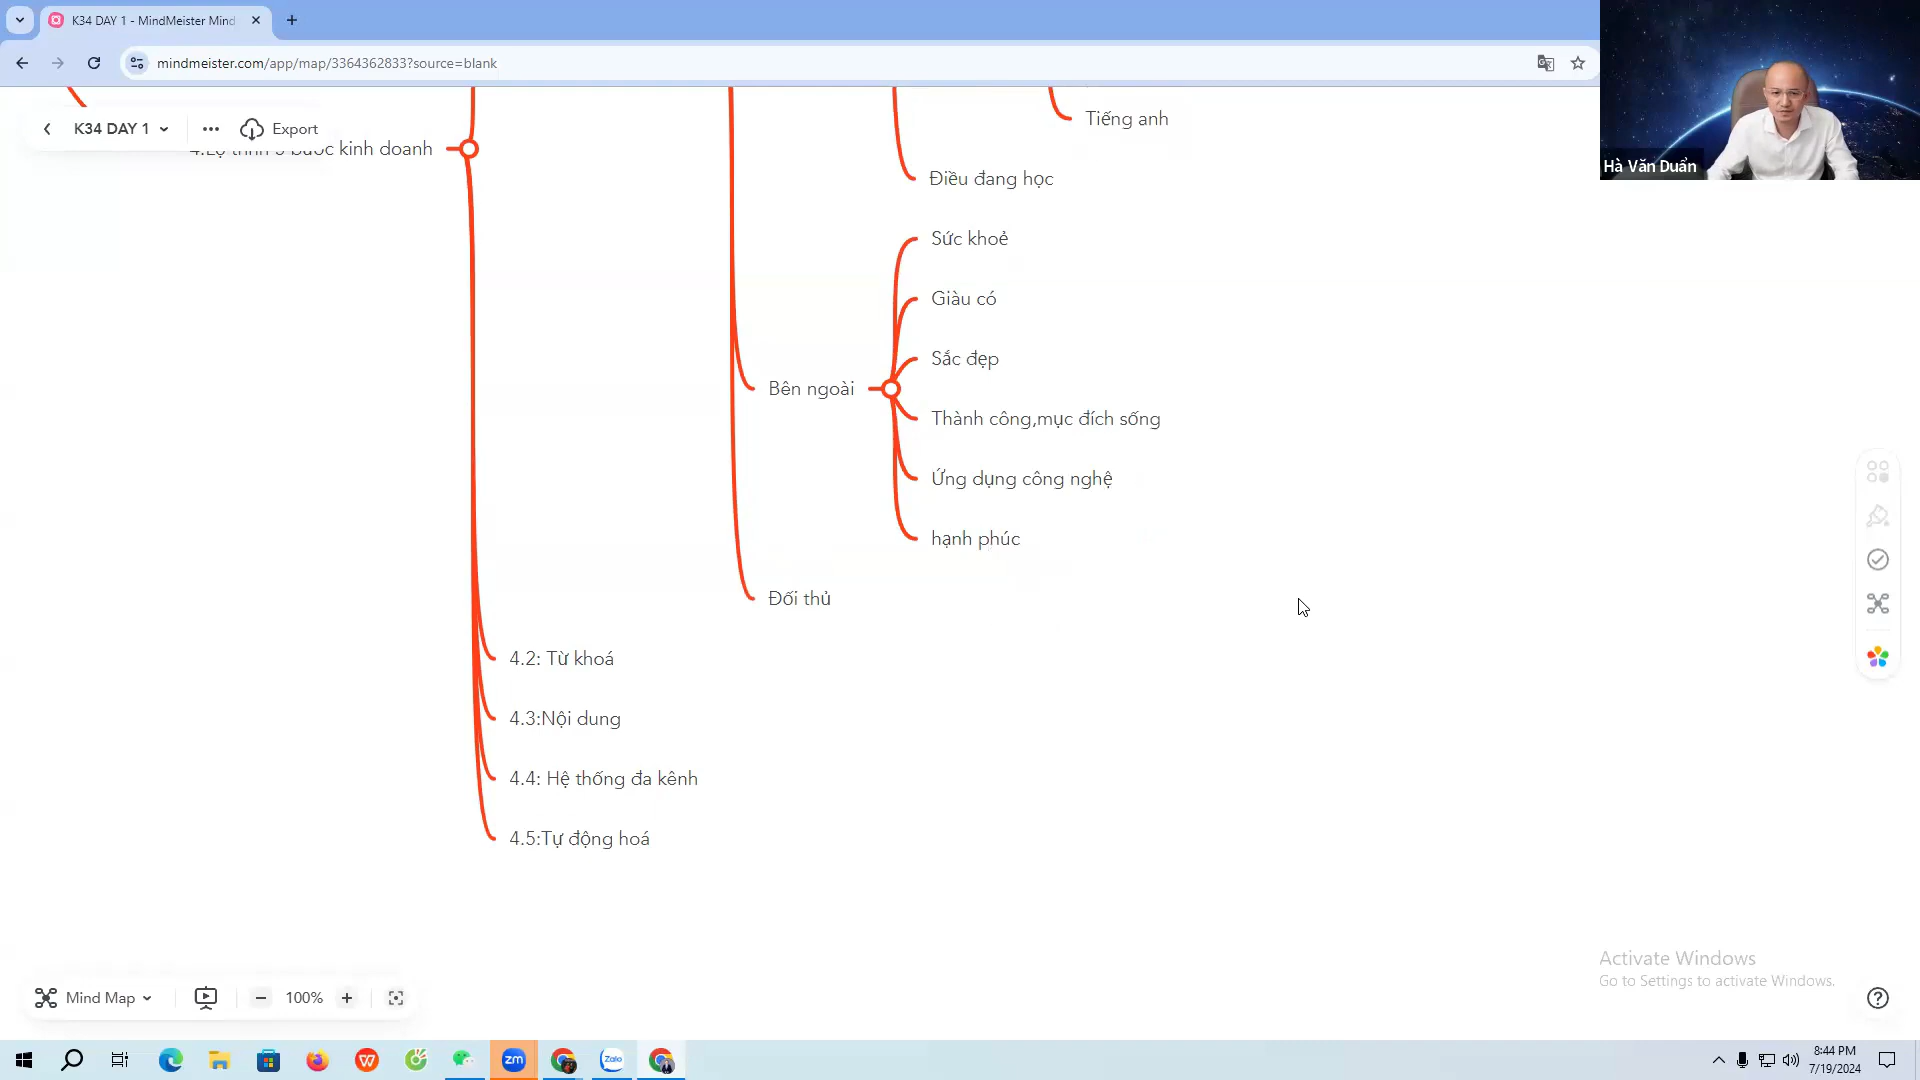 K34 DAY 1 - MindMeister Mind
mindmeister.com/app/map/3364362833?source=blank
Hà Văn Duẩn
K34 DAY 1
Export
kinh doanh
Tiếng anh
Điều đang học
Sức khoẻ
Giàu có
Sắc đẹp
Bên ngoài
Thành công,mục đích sống
Ứng dụng công nghệ
hạnh phúc
Đối thủ
4.2: Từ khoá
4.3:Nội dung
4.4: Hệ thống đa kênh
4.5:Tự động hoá
Activate Windows
Go to Settings to activate Windows.
Mind Map
100%
zm
Zalo
8:44 PM
7/19/2024